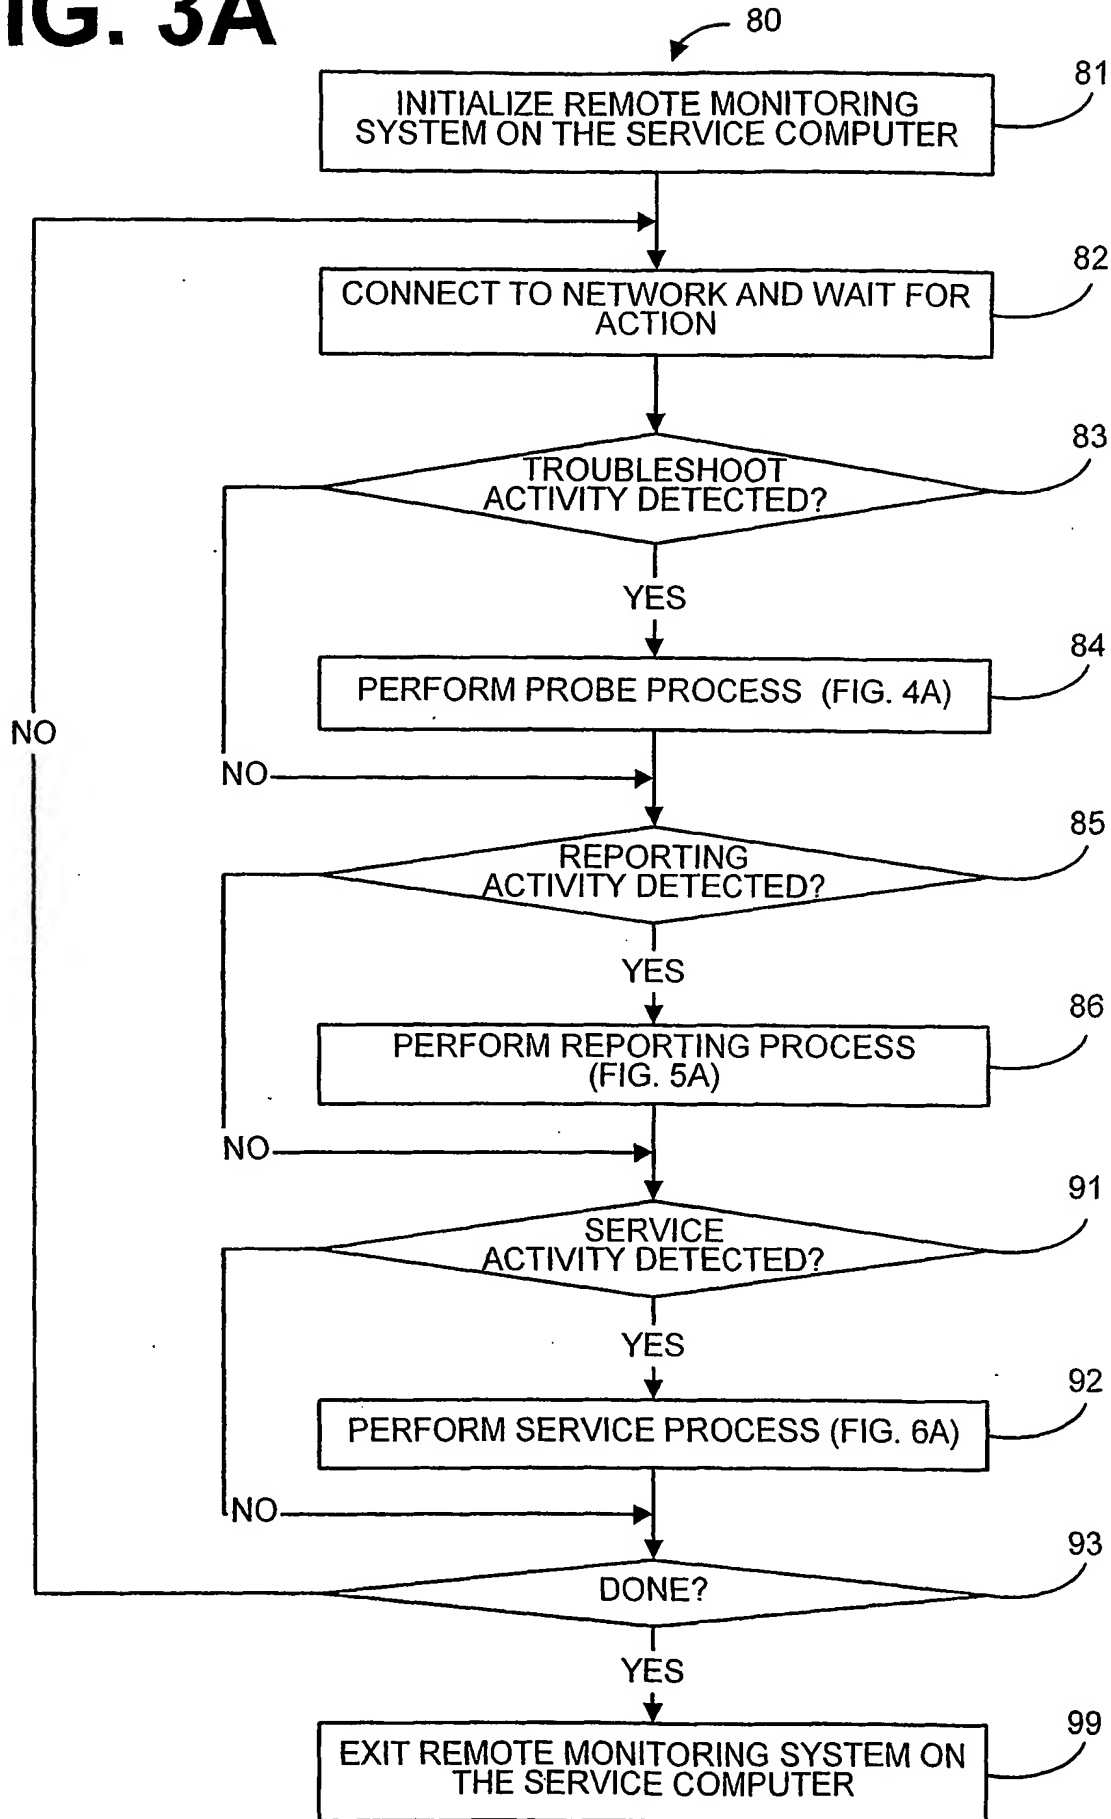 IG. 3A
80
81
INITIALIZE REMOTE MONITORING
SYSTEM ON THE SERVICE COMPUTER
82
CONNECT TO NETWORK AND WAIT FOR
ACTION
83
TROUBLESHOOT
ACTIVITY DETECTED?
YES
84
PERFORM PROBE PROCESS (FIG. 4A)
NO
NO
85
REPORTING
ACTIVITY DETECTED?
YES
86
PERFORM REPORTING PROCESS
(FIG. 5A)
NO
91
SERVICE
ACTIVITY DETECTED?
YES
92
PERFORM SERVICE PROCESS (FIG. 6A)
NO
93
DONE?
YES
99
EXIT REMOTE MONITORING SYSTEM ON
THE SERVICE COMPUTER